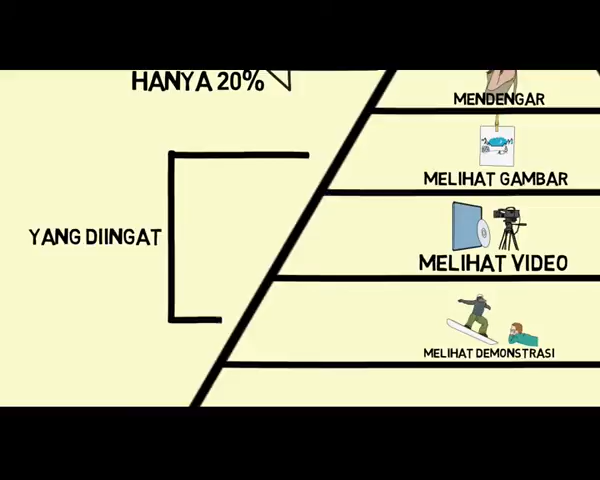 HANYA 20%
MENDENGAR
MELIHAT GAMBAR
YANG DIINGAT
MELIHAT VIDEO
MELIHAT DEMONSTRASI